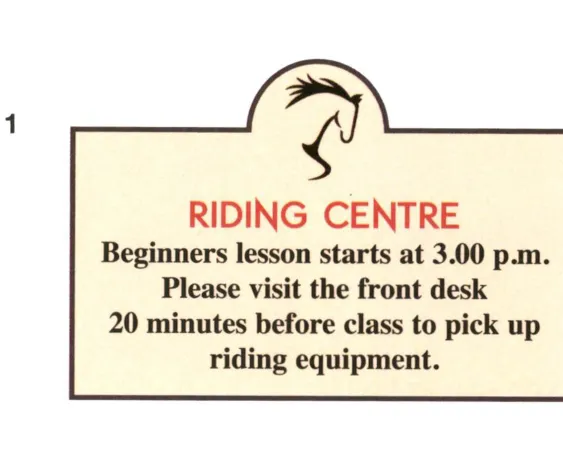 1
RIDING CENTRE
Beginners lesson starts at 3.00 p.m.
Please visit the front desk
20 minutes before class to pick up
riding equipment.